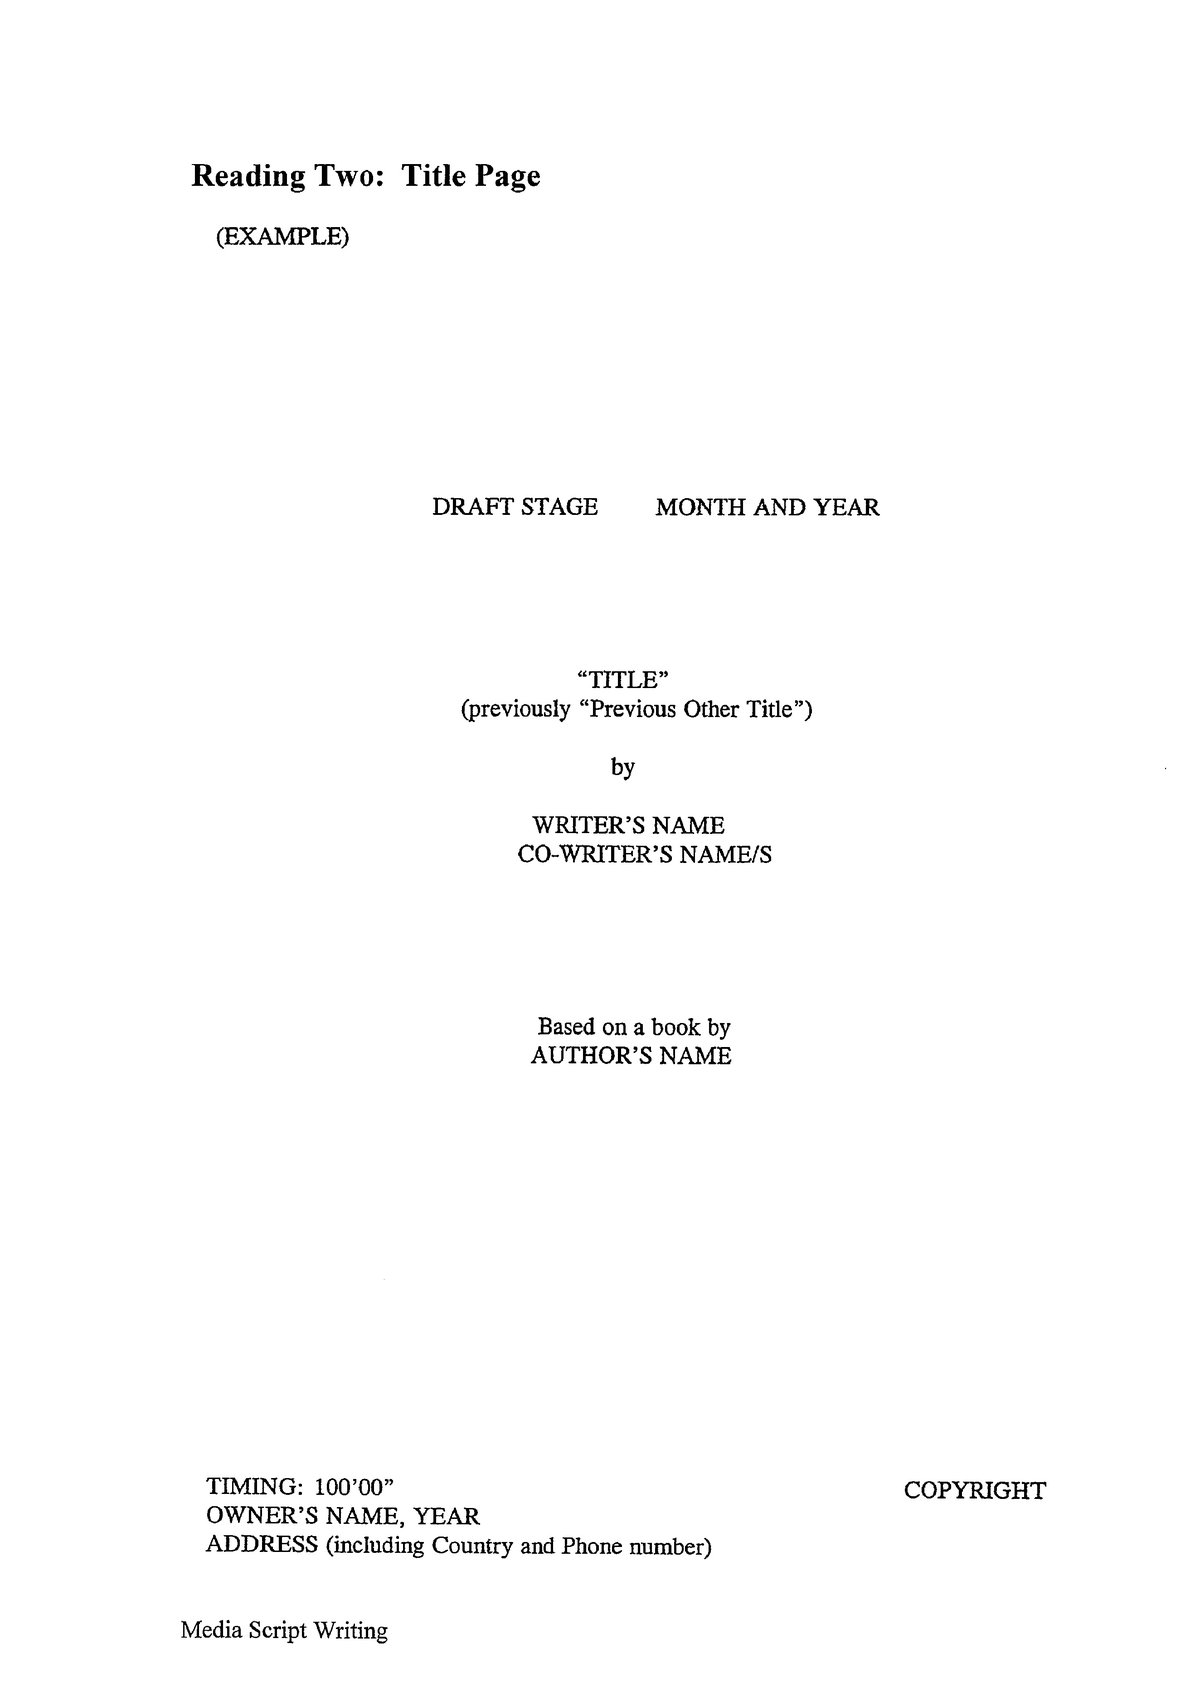 Reading Two: Title Page
(EXAMPLE)
DRAFT STAGE MONTH AND YEAR
“TITLE”
(previously “Previous Other Title”)
by
WRITER’S NAME
CO-WRITER’S NAME/S
Based on a book by
AUTHOR’S NAME
TIMING: 100’00” COPYRIGHT
OWNER’S NAME, YEAR
ADDRESS (including Country and Phone number)
Media Script Writing